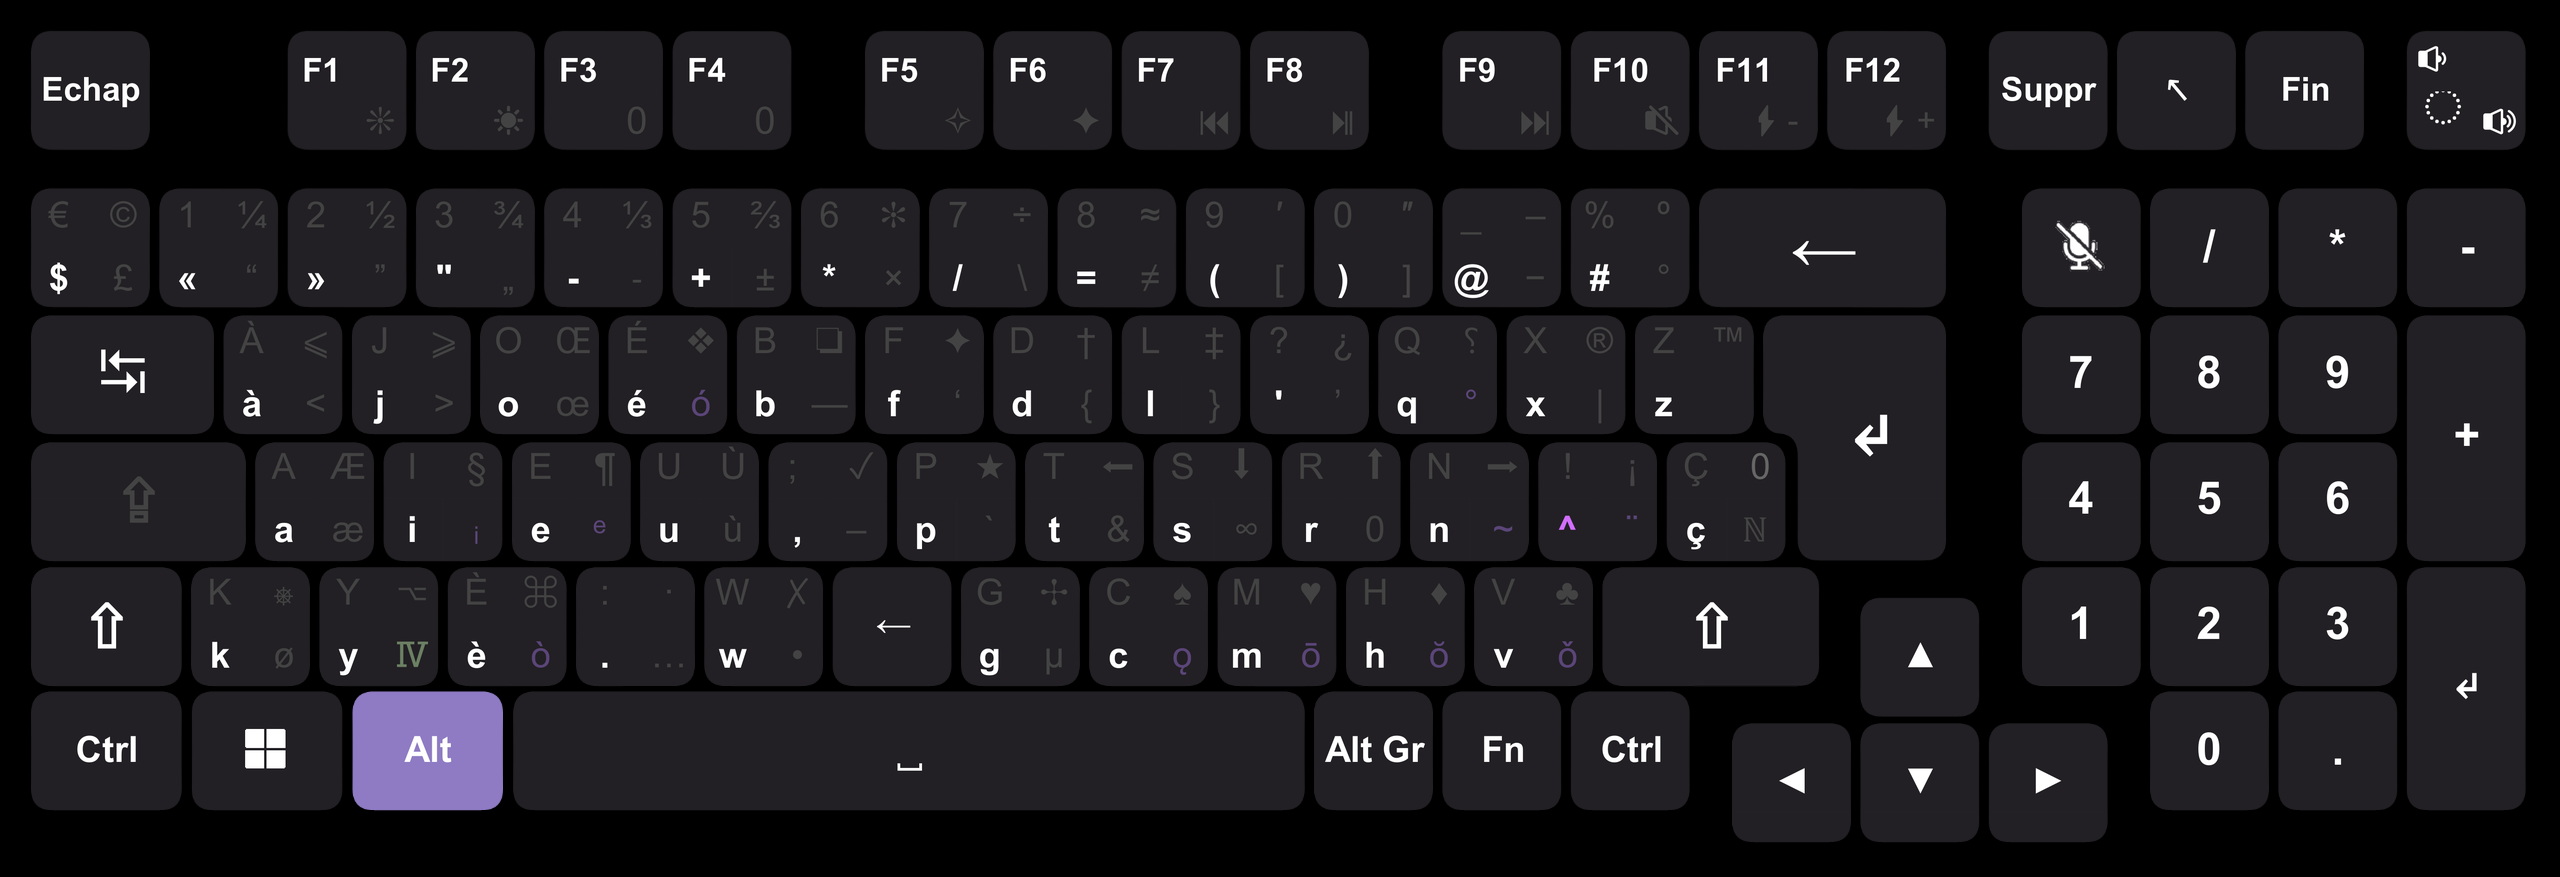 Echap F1 F2 F3 0 F4 0 F5 F6 F7 F8 F9 F10 F11 - F12 + Suppr ↖ Fin
€ © 1 ¼ 2 ½ 3 ¾ 4 ⅓ 5 ⅔ 6 ✻ 7 ÷ 8 ≈ 9 ′ 0 ″ _ – % º
$ £ « “ » ” " „ - - + ± * × / \ = ≠ ( [ ) ] @ − # ° ← / * -
À ⩽ J ⩾ O Œ É ❖ B ❏ F ✦ D † L ‡ ? ¿ Q ⸮ X ® Z ™
à < j > o œ é ó b — f ‘ d { l } ' ’ q ° x | z 7 8 9 +
A Æ I § E ¶ U Ù ; ✓ P ★ T ← S ↓ R ↑ N → ! ¡ Ç 0
a æ i i e e u ù , – p ` t & s ∞ r 0 n ~ ^ ¨ ç ℕ 4 5 6
K ⎈ Y ⌥ È ⌘ : · W ╳ G ✢ C ♠ M ♥ H ♦ V ♣
k ø y Ⅳ è ò . … w • ← g µ c ǫ m ō h ŏ v ǒ ▲ 1 2 3 ↲
Ctrl Alt ⎵ Alt Gr Fn Ctrl ◀ ▼ ▶ 0 .